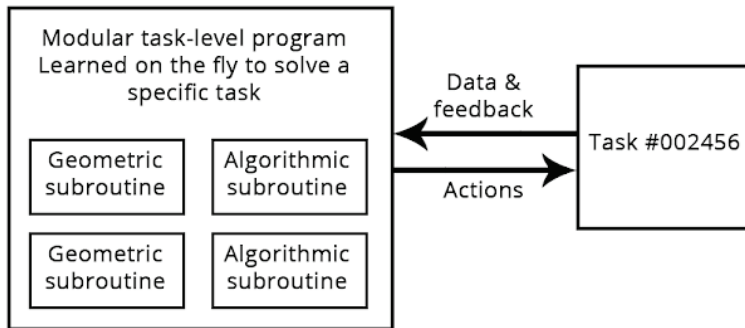 Modular task-level program
Learned on the fly to solve a
specific task
Geometric
subroutine
Algorithmic
subroutine
Geometric
subroutine
Algorithmic
subroutine
Data &
feedback
Actions
Task #002456